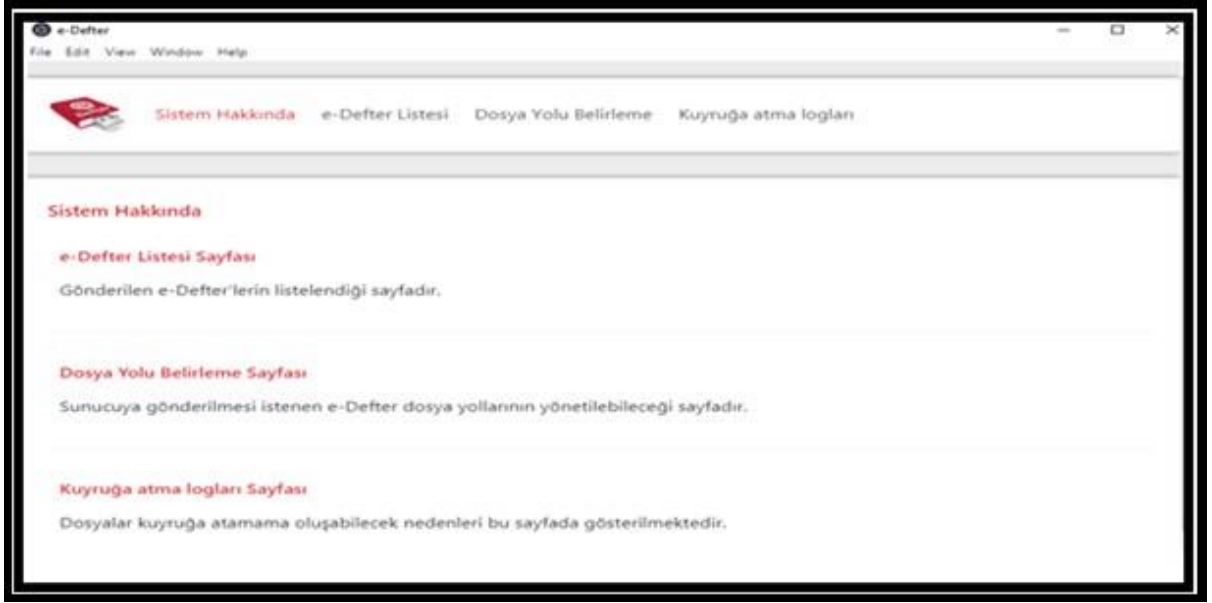 e-Defter
File Edit View Window Help
Sistem Hakkında e-Defter Listesi Dosya Yolu Belirleme Kuyruğa atma logları
Sistem Hakkında
e-Defter Listesi Sayfası
Gönderilen e-Defter'lerin listelendiği sayfadır.
Dosya Yolu Belirleme Sayfası
Sunucuya gönderilmesi istenen e-Defter dosya yollarının yönetilebileceği sayfadır.
Kuyruğa atma logları Sayfası
Dosyalar kuyruğa atamama oluşabilecek nedenleri bu sayfada gösterilmektedir.